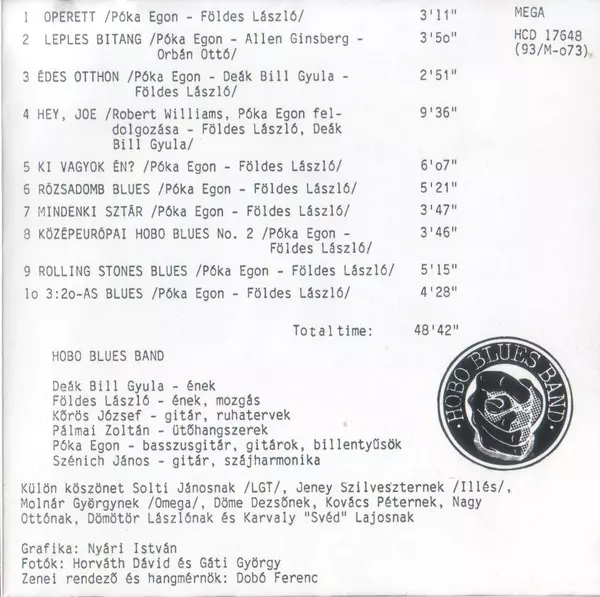 1 OPERETT /Póka Egon - Földes László/ 3'11" MEGA
2 LEPLES BITANG /Póka Egon - Allen Ginsberg - 3'5o" HCD 17648
Orbán Ottó/ (93/M-o73)
3 ÉDES OTTHON /Póka Egon - Deák Bill Gyula - 2'51"
Földes László/
4 HEY, JOE /Robert Williams, Póka Egon fel- 9'36"
dolgozása - Földes László, Deák
Bill Gyula/
5 KI VAGYOK ÉN? /Póka Egon - Földes László/ 6'o7"
6 RÓZSADOMB BLUES /Póka Egon - Földes László/ 5'21"
7 MINDENKI SZTÁR /Póka Egon - Földes László/ 3'47"
8 KÖZÉPEURÓPAI HOBO BLUES No. 2 /Póka Egon - 3'46"
Földes László/
9 ROLLING STONES BLUES /Póka Egon - Földes László/ 5'15"
1o 3:2o-AS BLUES /Póka Egon - Földes László/ 4'28"
Totaltime: 48'42"
HOBO BLUES BAND
HOBO BLUES BAND
Deák Bill Gyula - ének
Földes László - ének, mozgás
Kőrös József - gitár, ruhatervek
Pálmai Zoltán - ütőhangszerek
Póka Egon - basszusgitár, gitárok, billentyűsök
Szénich János - gitár, szájharmonika
Külön köszönet Solti Jánosnak /LGT/, Jeney Szilveszternek /Illés/,
Molnár Györgynek /Omega/, Döme Dezsőnek, Kovács Péternek, Nagy
Ottónak, Dömötör Lászlónak és Karvaly "Svéd" Lajosnak
Grafika: Nyári István
Fotók: Horváth Dávid és Gáti György
Zenei rendező és hangmérnök: Dobó Ferenc